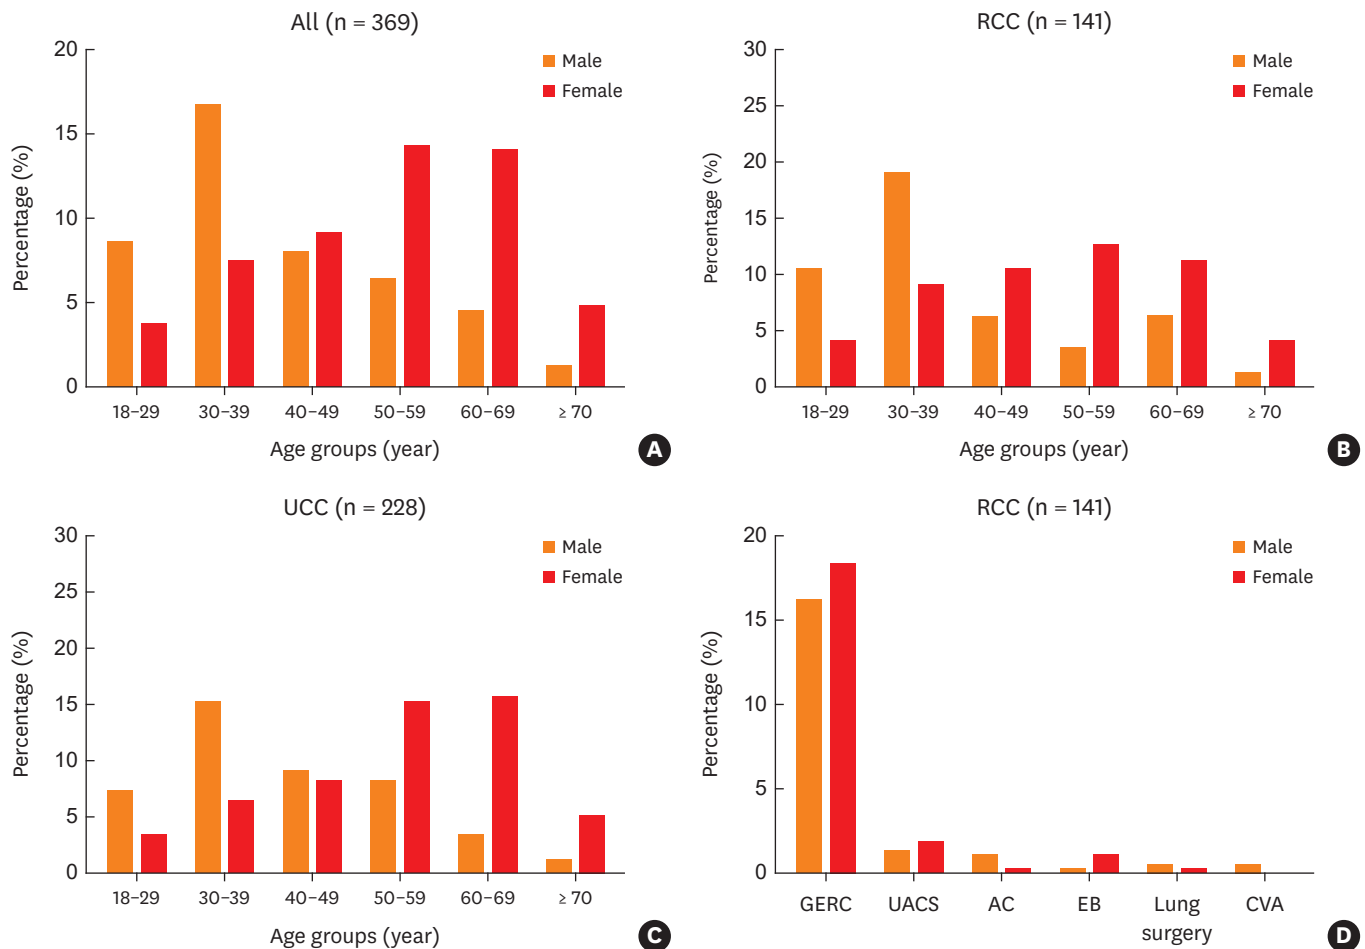 All (n = 369)
20
15
10
5
0
Percentage (%)
Male
Female
18–29 30–39 40–49 50–59 60–69 ≥ 70
Age groups (year)
A
RCC (n = 141)
30
25
20
15
10
5
0
Percentage (%)
Male
Female
18–29 30–39 40–49 50–59 60–69 ≥ 70
Age groups (year)
B
UCC (n = 228)
30
25
20
15
10
5
0
Percentage (%)
Male
Female
18–29 30–39 40–49 50–59 60–69 ≥ 70
Age groups (year)
C
RCC (n = 141)
20
15
10
5
0
Percentage (%)
Male
Female
GERC UACS AC EB Lung CVA
surgery
D